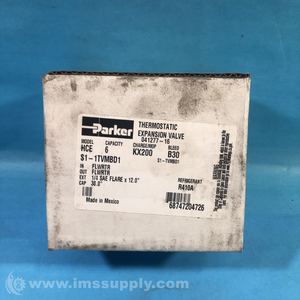 Parker
THERMOSTATIC
EXPANSION VALVE
041277-16
MODEL CAPACITY CHARGE/MOP BLEED
HCE 6 KX200 B30
S1-1TVMBD1 S1-1TVMBD1
IN FLWRTR
OUT FLWRTR
EXT 1/4 SAE FLARE x 12.0"
CAP 30.0"
REFRIGERANT
R410A
Made in Mexico
68747204726
© www.imssupply.com